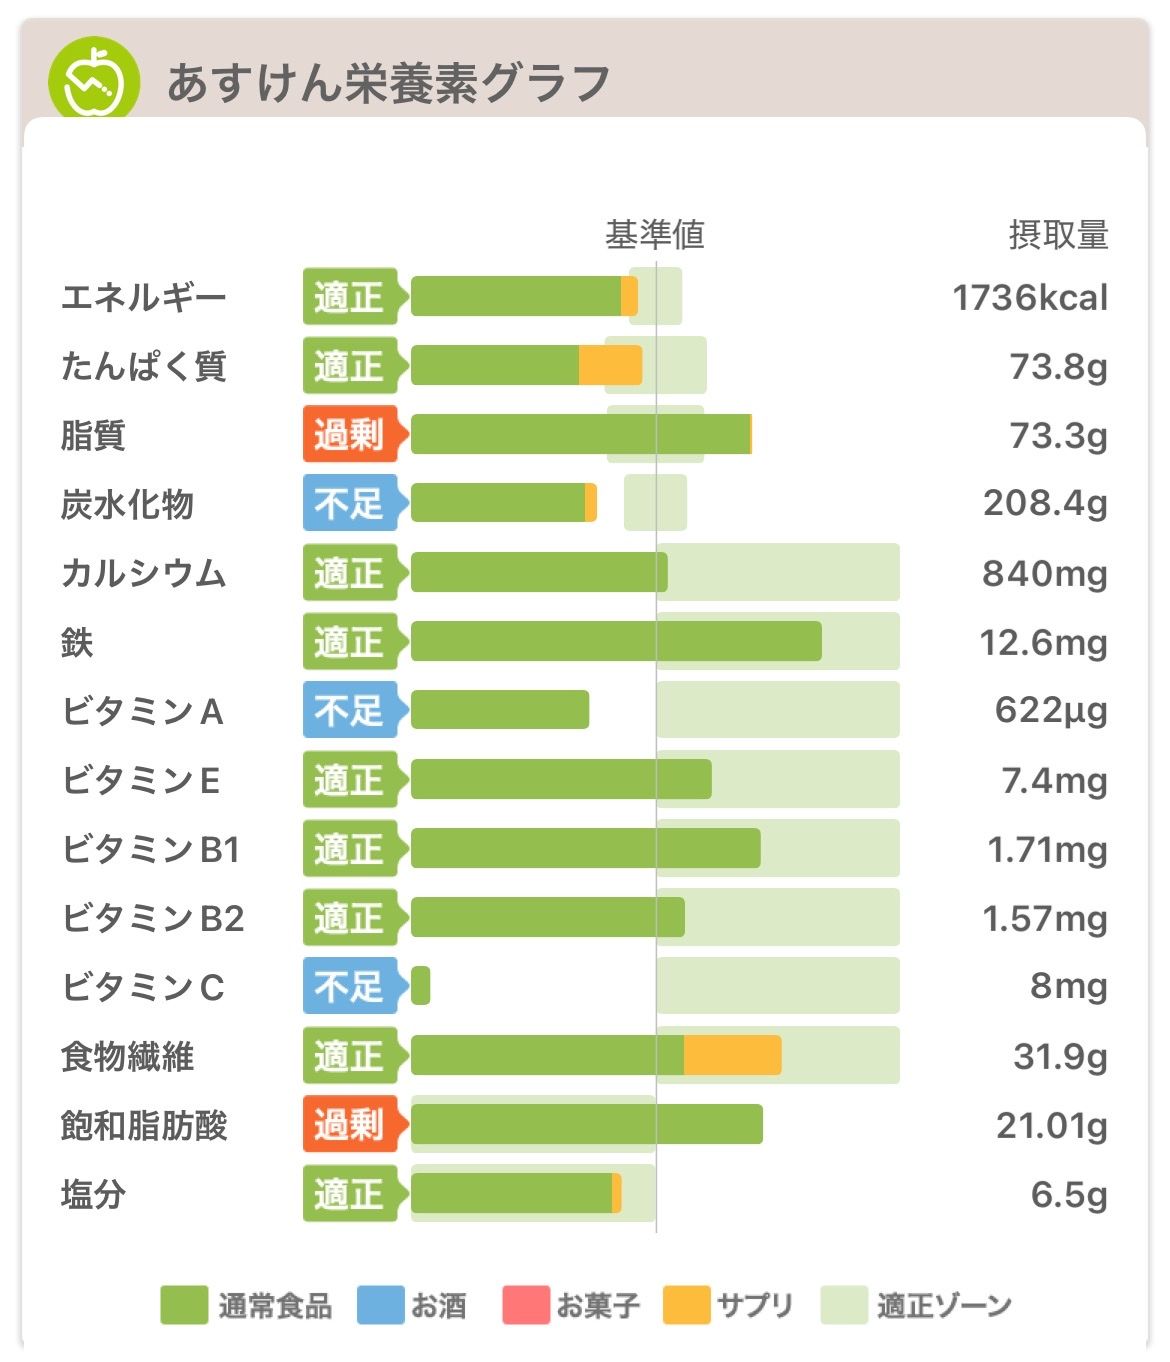 あすけん栄養素グラフ
基準値 摂取量
エネルギー 適正 1736kcal
たんぱく質 適正 73.8g
脂質 過剰 73.3g
炭水化物 不足 208.4g
カルシウム 適正 840mg
鉄 適正 12.6mg
ビタミンA 不足 622μg
ビタミンE 適正 7.4mg
ビタミンB1 適正 1.71mg
ビタミンB2 適正 1.57mg
ビタミンC 不足 8mg
食物繊維 適正 31.9g
飽和脂肪酸 過剰 21.01g
塩分 適正 6.5g
通常食品 お酒 お菓子 サプリ 適正ゾーン